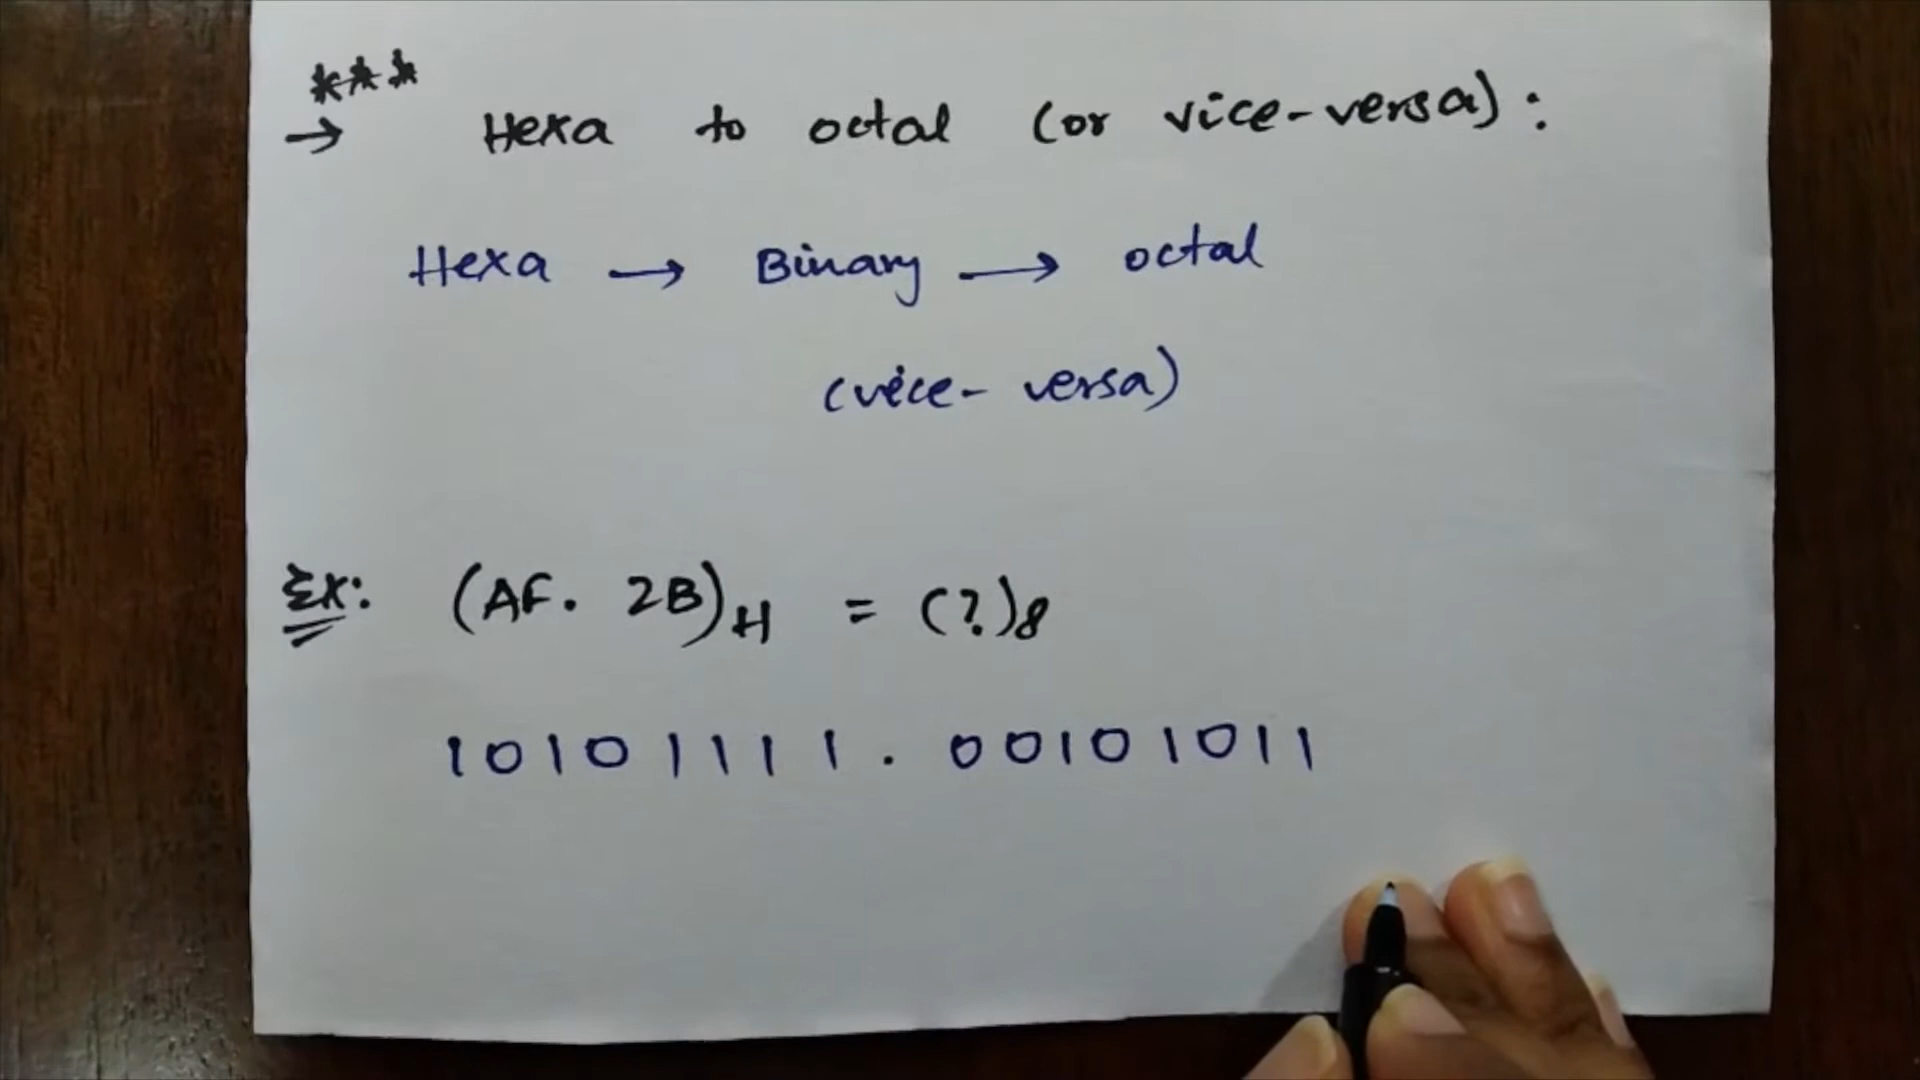 ***
→ Hexa to octal (or vice-versa):
Hexa → Binary → octal
(vice- versa)
Ex: (AF. 2B)H = (?)8
10101111.00101011